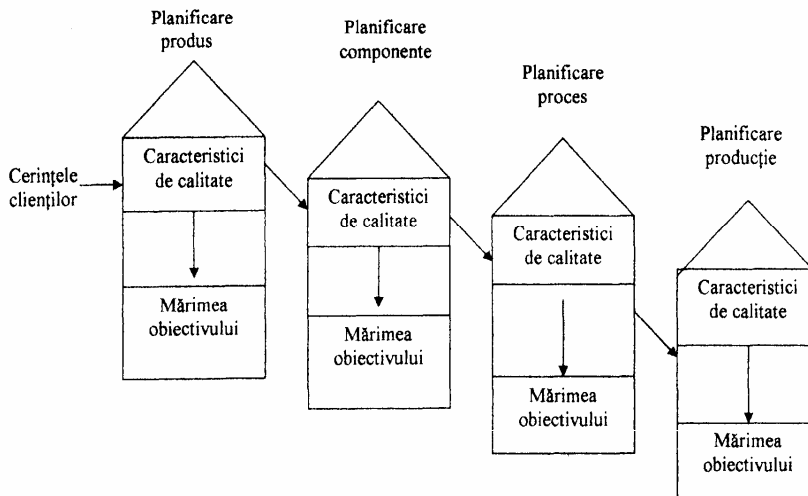 Planificare
produs
Planificare
componente
Planificare
proces
Planificare
producție
Cerințele
clienților
Caracteristici
de calitate
Caracteristici
de calitate
Caracteristici
de calitate
Caracteristici
de calitate
Mărimea
obiectivului
Mărimea
obiectivului
Mărimea
obiectivului
Mărimea
obiectivului